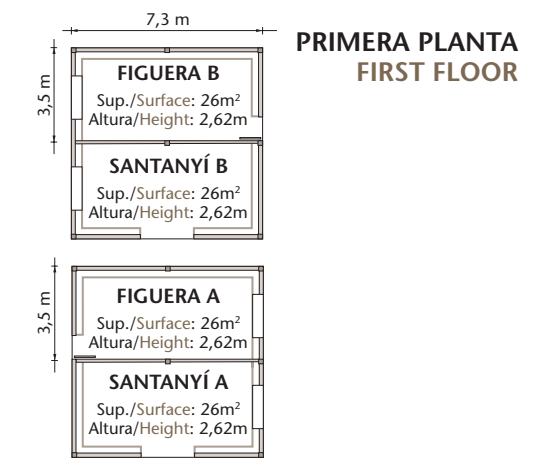 7,3 m
PRIMERA PLANTA
FIRST FLOOR
3,5 m
FIGUERA B
Sup./Surface: 26m²
Altura/Height: 2,62m
SANTANYÍ B
Sup./Surface: 26m²
Altura/Height: 2,62m
3,5 m
FIGUERA A
Sup./Surface: 26m²
Altura/Height: 2,62m
SANTANYÍ A
Sup./Surface: 26m²
Altura/Height: 2,62m